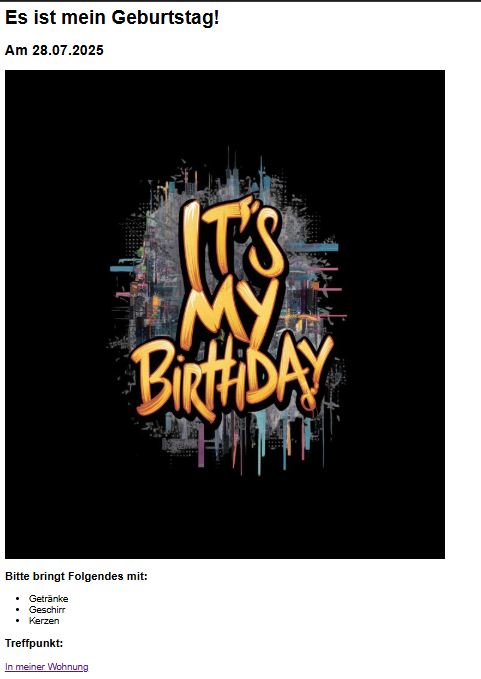 Es ist mein Geburtstag!
Am 28.07.2025
IT'S
MY
BIRTHDAY
Bitte bringt Folgendes mit:
Getränke
Geschirr
Kerzen
Treffpunkt:
In meiner Wohnung